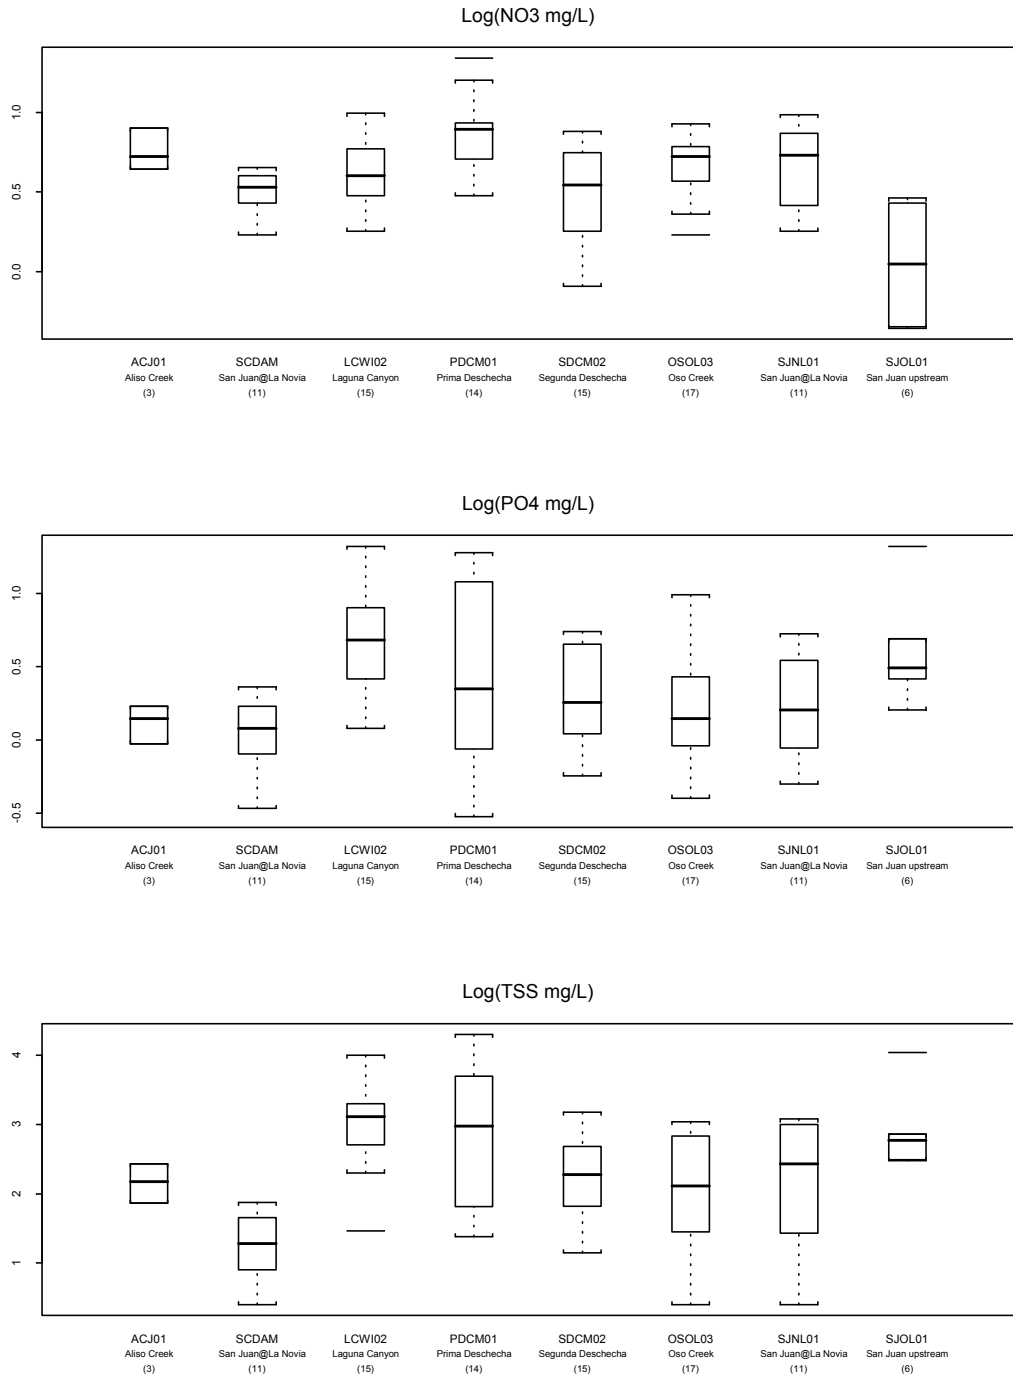 Log(NO3 mg/L)
1.0
0.5
0.0
ACJ01 SCDAM LCWI02 PDCM01 SDCM02 OSOL03 SJNL01 SJOL01
Aliso Creek San Juan@La Novia Laguna Canyon Prima Deschecha Segunda Deschecha Oso Creek San Juan@La Novia San Juan upstream
(3) (11) (15) (14) (15) (17) (11) (6)
Log(PO4 mg/L)
1.0
0.5
0.0
-0.5
ACJ01 SCDAM LCWI02 PDCM01 SDCM02 OSOL03 SJNL01 SJOL01
Aliso Creek San Juan@La Novia Laguna Canyon Prima Deschecha Segunda Deschecha Oso Creek San Juan@La Novia San Juan upstream
(3) (11) (15) (14) (15) (17) (11) (6)
Log(TSS mg/L)
4
3
2
1
ACJ01 SCDAM LCWI02 PDCM01 SDCM02 OSOL03 SJNL01 SJOL01
Aliso Creek San Juan@La Novia Laguna Canyon Prima Deschecha Segunda Deschecha Oso Creek San Juan@La Novia San Juan upstream
(3) (11) (15) (14) (15) (17) (11) (6)